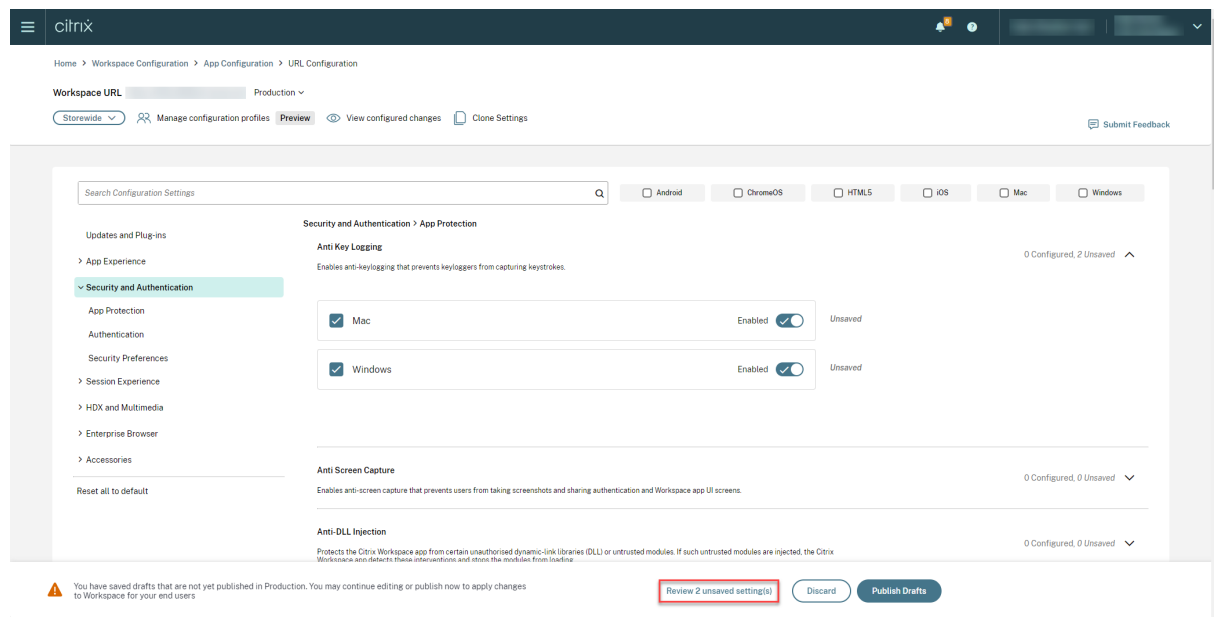 citrix
6
?
Home > Workspace Configuration > App Configuration > URL Configuration
Workspace URL
Production
Storewide
Manage configuration profiles
Preview
View configured changes
Clone Settings
Submit Feedback
Search Configuration Settings
Android
ChromeOS
HTML5
iOS
Mac
Windows
Updates and Plug-ins
App Experience
Security and Authentication
App Protection
Authentication
Security Preferences
Session Experience
HDX and Multimedia
Enterprise Browser
Accessories
Reset all to default
Security and Authentication > App Protection
Anti Key Logging
0 Configured, 2 Unsaved
Enables anti-keylogging that prevents keyloggers from capturing keystrokes.
Mac
Enabled
Unsaved
Windows
Enabled
Unsaved
Anti Screen Capture
0 Configured, 0 Unsaved
Enables anti-screen capture that prevents users from taking screenshots and sharing authentication and Workspace app UI screens.
Anti-DLL Injection
0 Configured, 0 Unsaved
Protects the Citrix Workspace app from certain unauthorised dynamic-link libraries (DLL) or untrusted modules. If such untrusted modules are injected, the Citrix
Workspace app detects these interventions and stops the modules from loading.
You have saved drafts that are not yet published in Production. You may continue editing or publish now to apply changes
to Workspace for your end users
Review 2 unsaved setting(s)
Discard
Publish Drafts